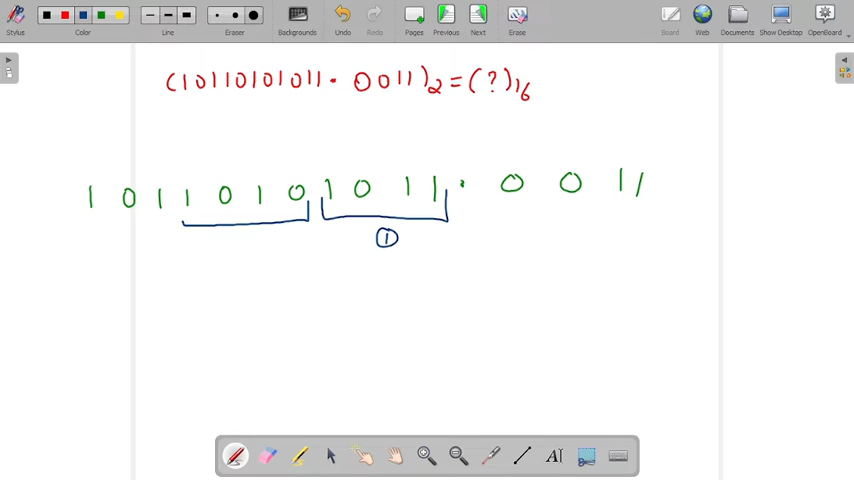 Stylus Color Line Eraser Backgrounds Undo Pages Previous Next Erase Board Web Documents Show Desktop OpenBoard
(10110101011 . 0011)2 = (?)16
1 0 1 1 0 1 0 1 0 1 1 . 0 0 1 1
1